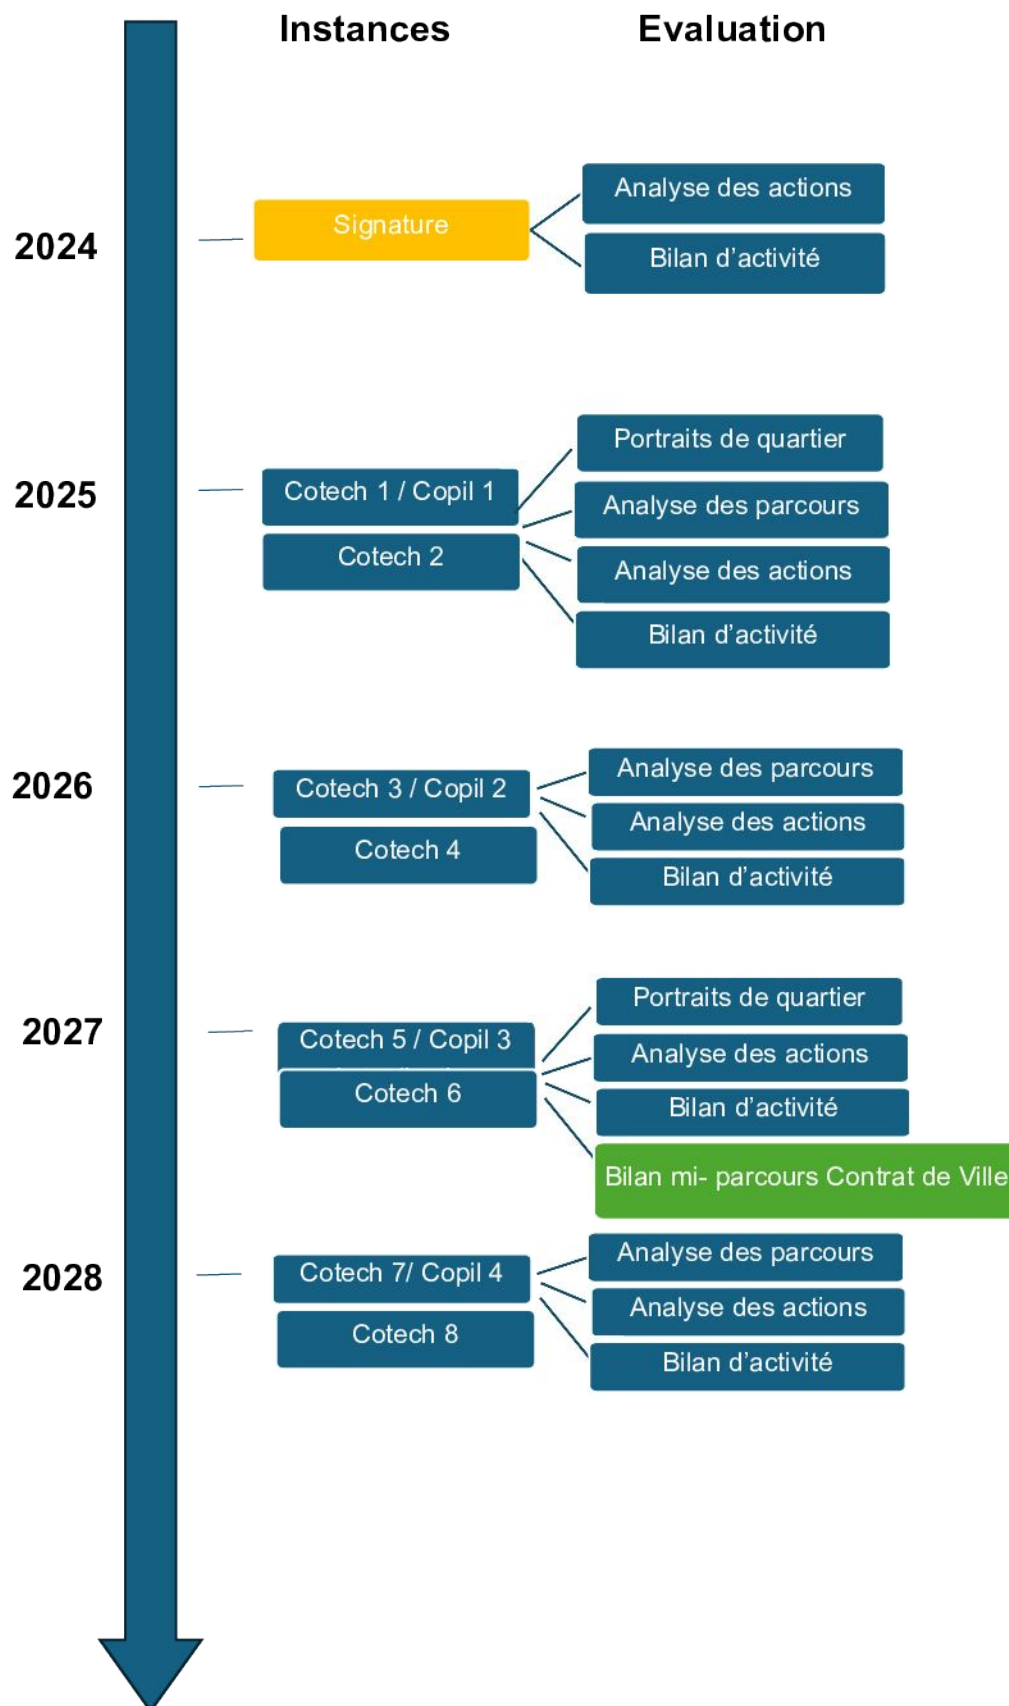 Instances
Evaluation
2024
Signature
Analyse des actions
Bilan d’activité
2025
Cotech 1 / Copil 1
Cotech 2
Portraits de quartier
Analyse des parcours
Analyse des actions
Bilan d’activité
2026
Cotech 3 / Copil 2
Cotech 4
Analyse des parcours
Analyse des actions
Bilan d’activité
2027
Cotech 5 / Copil 3
Cotech 6
Portraits de quartier
Analyse des actions
Bilan d’activité
Bilan mi- parcours Contrat de Ville
2028
Cotech 7/ Copil 4
Cotech 8
Analyse des parcours
Analyse des actions
Bilan d’activité